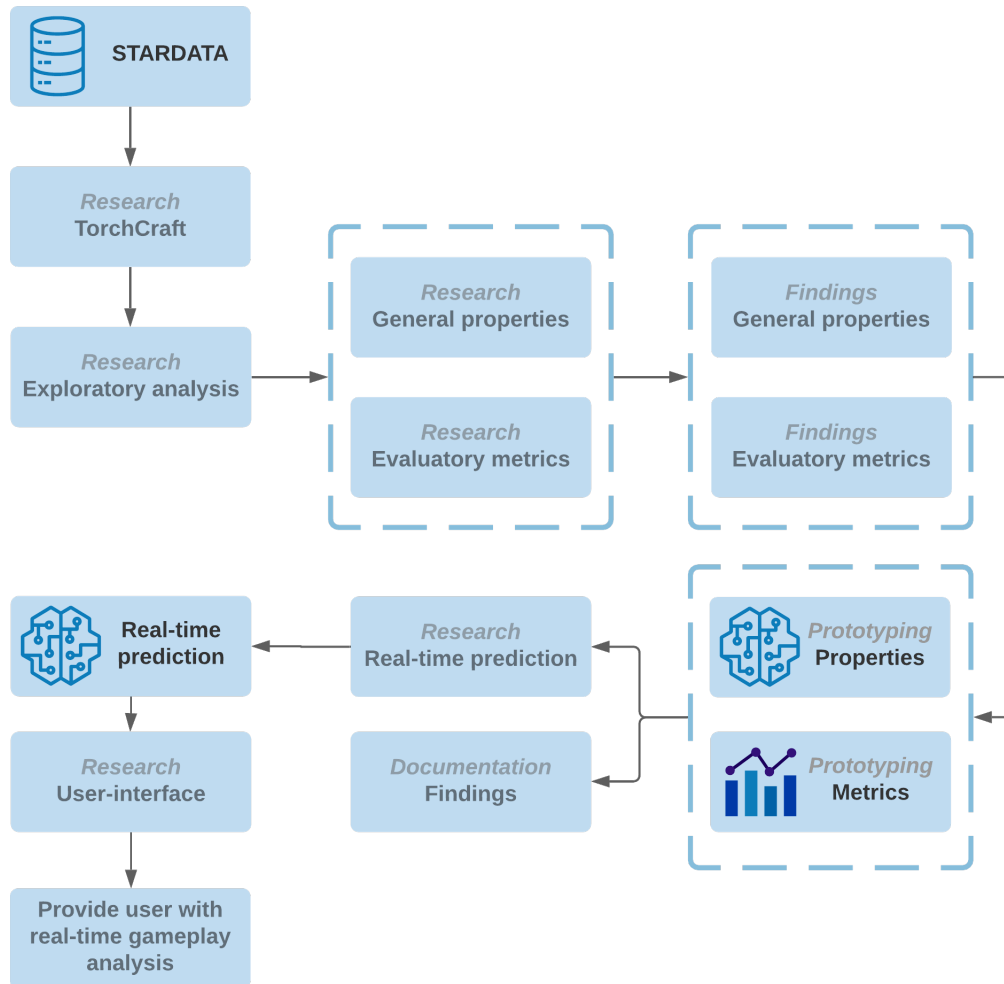 STARDATA
Research
TorchCraft
Research
Exploratory analysis
Research
General properties
Research
Evaluatory metrics
Findings
General properties
Findings
Evaluatory metrics
Prototyping
Properties
Prototyping
Metrics
Research
Real-time prediction
Documentation
Findings
Real-time
prediction
Research
User-interface
Provide user with
real-time gameplay
analysis